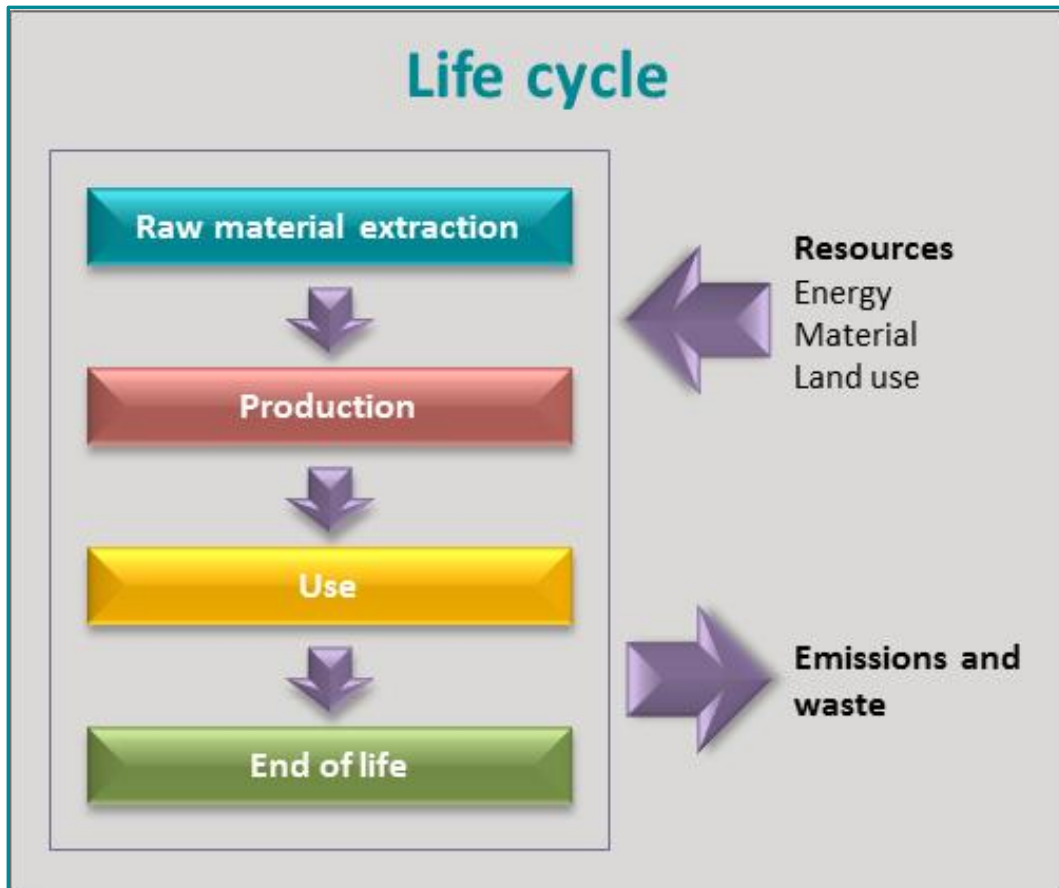 Life cycle
Raw material extraction
Production
Use
End of life
Resources
Energy
Material
Land use
Emissions and
waste